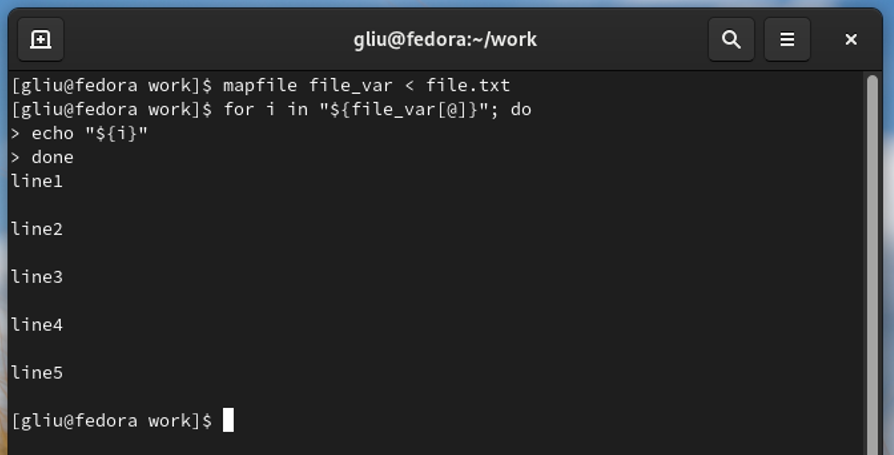 gliu@fedora:~/work
[gliu@fedora work]$ mapfile file_var < file.txt
[gliu@fedora work]$ for i in "${file_var[@]}"; do
> echo "${i}"
> done
line1
line2
line3
line4
line5
[gliu@fedora work]$